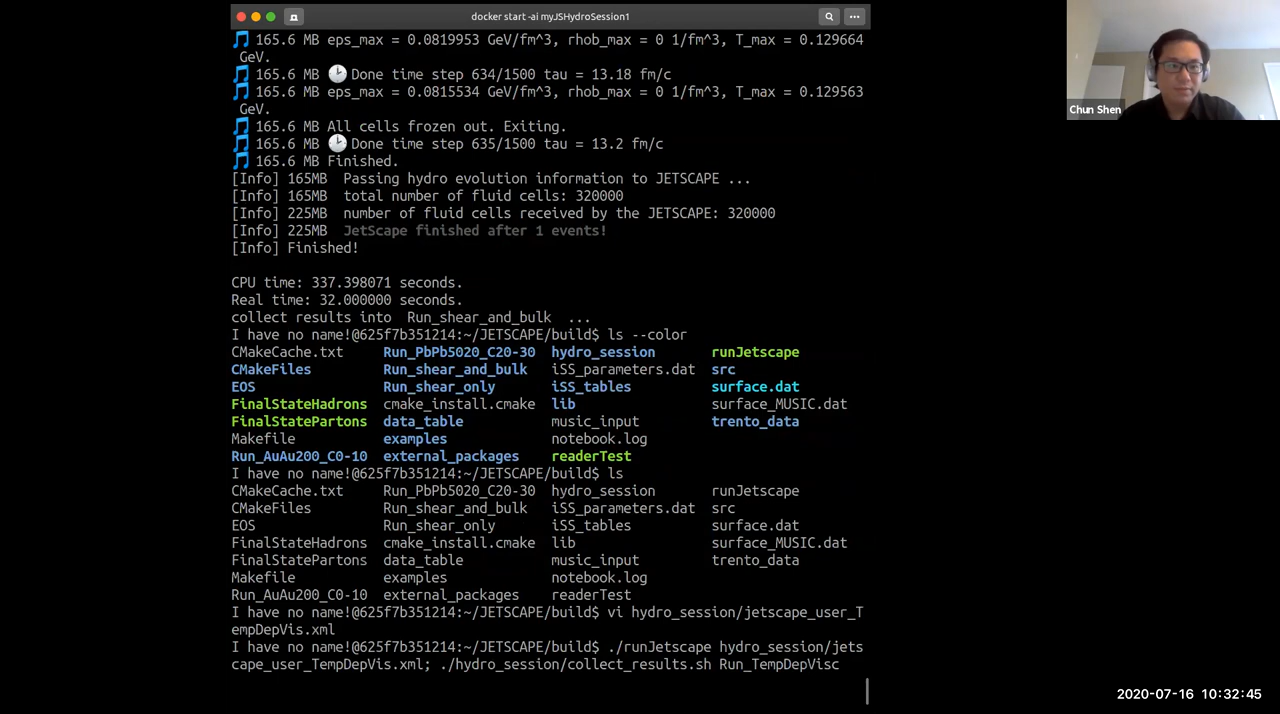 docker start -ai myJSHydroSession1
165.6 MB eps_max = 0.0819953 GeV/fm^3, rhob_max = 0 1/fm^3, T_max = 0.129664
GeV.
165.6 MB Done time step 634/1500 tau = 13.18 fm/c
165.6 MB eps_max = 0.0815534 GeV/fm^3, rhob_max = 0 1/fm^3, T_max = 0.129563
GeV.
165.6 MB All cells frozen out. Exiting.
165.6 MB Done time step 635/1500 tau = 13.2 fm/c
165.6 MB Finished.
[Info] 165MB  Passing hydro evolution information to JETSCAPE ...
[Info] 165MB  total number of fluid cells: 320000
[Info] 225MB  number of fluid cells received by the JETSCAPE: 320000
[Info] 225MB  JetScape finished after 1 events!
[Info] Finished!
CPU time: 337.398071 seconds.
Real time: 32.000000 seconds.
collect results into  Run_shear_and_bulk  ...
I have no name!@625f7b351214:~/JETSCAPE/build$ ls --color
CMakeCache.txt Run_PbPb5020_C20-30 hydro_session runJetscape
CMakeFiles Run_shear_and_bulk iSS_parameters.dat src
EOS Run_shear_only iSS_tables surface.dat
FinalStateHadrons cmake_install.cmake lib surface_MUSIC.dat
FinalStatePartons data_table music_input trento_data
Makefile examples notebook.log
Run_AuAu200_C0-10 external_packages readerTest
I have no name!@625f7b351214:~/JETSCAPE/build$ ls
CMakeCache.txt Run_PbPb5020_C20-30 hydro_session runJetscape
CMakeFiles Run_shear_and_bulk iSS_parameters.dat src
EOS Run_shear_only iSS_tables surface.dat
FinalStateHadrons cmake_install.cmake lib surface_MUSIC.dat
FinalStatePartons data_table music_input trento_data
Makefile examples notebook.log
Run_AuAu200_C0-10 external_packages readerTest
I have no name!@625f7b351214:~/JETSCAPE/build$ vi hydro_session/jetscape_user_T
empDepVis.xml
I have no name!@625f7b351214:~/JETSCAPE/build$ ./runJetscape hydro_session/jets
cape_user_TempDepVis.xml; ./hydro_session/collect_results.sh Run_TempDepVisc
Chun Shen
2020-07-16 10:32:45